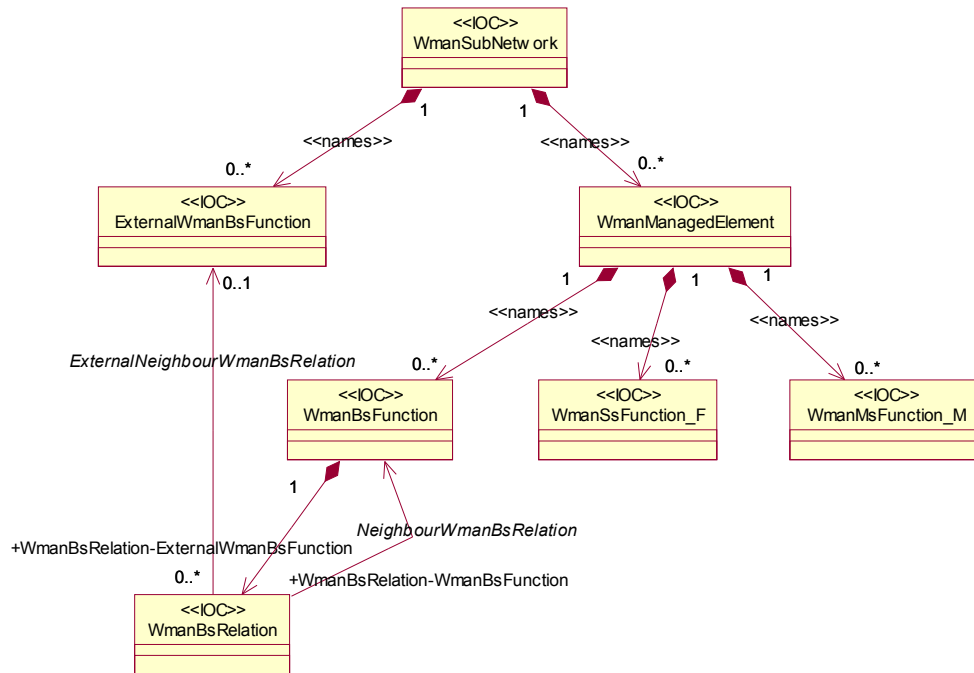 <<IOC>>
WmanSubNetwork
1
1
<<names>>
<<names>>
0..*
0..*
<<IOC>>
ExternalWmanBsFunction
<<IOC>>
WmanManagedElement
0..1
1
1
1
<<names>>
<<names>>
<<names>>
ExternalNeighbourWmanBsRelation
0..*
0..*
0..*
<<IOC>>
WmanBsFunction
<<IOC>>
WmanSsFunction_F
<<IOC>>
WmanMsFunction_M
1
NeighbourWmanBsRelation
+WmanBsRelation-ExternalWmanBsFunction
0..*
+WmanBsRelation-WmanBsFunction
<<IOC>>
WmanBsRelation